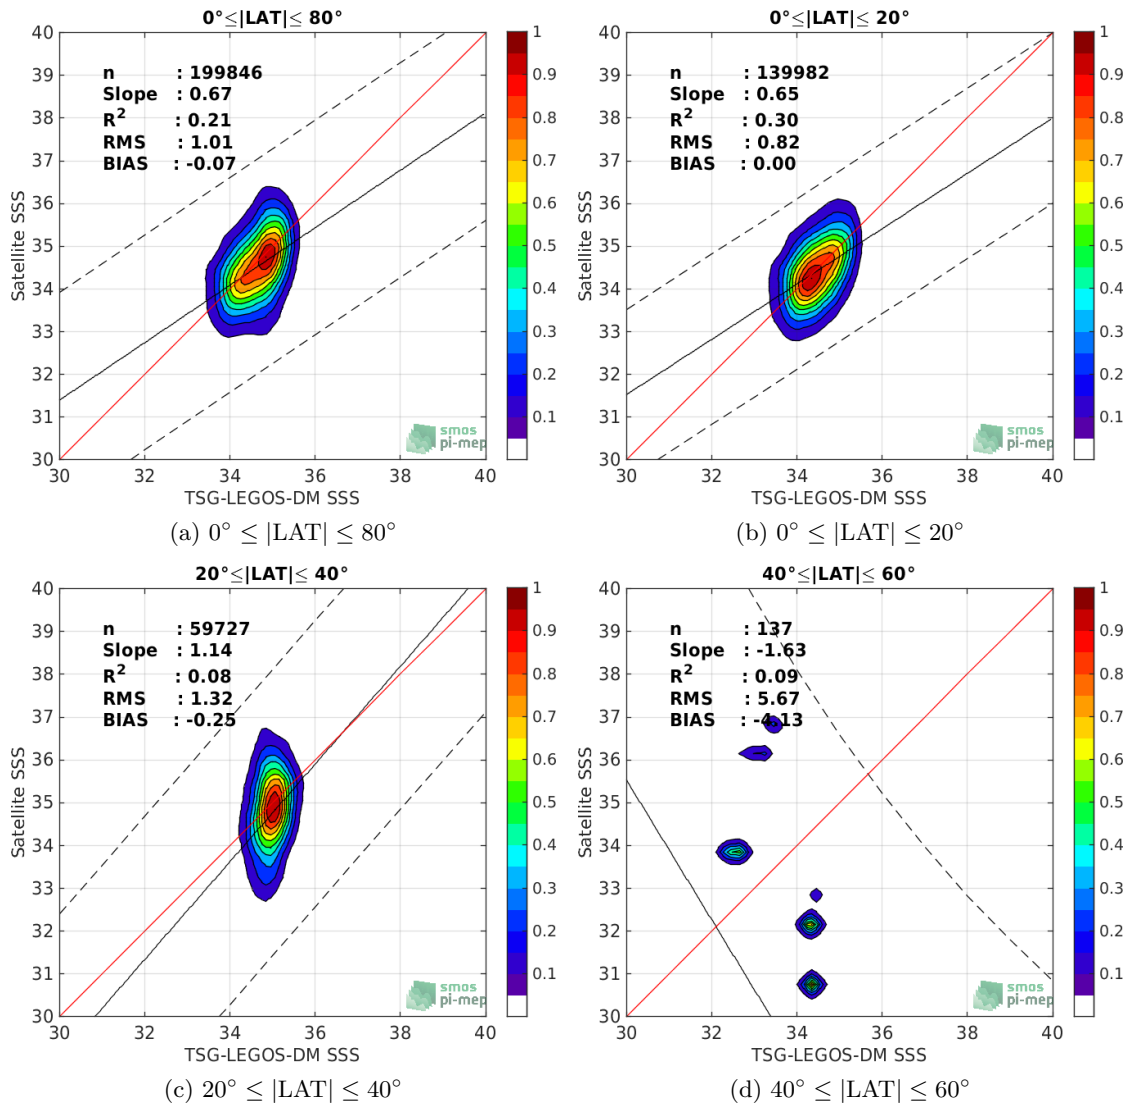 0°≤|LAT|≤ 80°
n : 199846
Slope : 0.67
R² : 0.21
RMS : 1.01
BIAS : -0.07
40
39
38
37
36
35
34
33
32
31
30
30 32 34 36 38 40
Satellite SSS
TSG-LEGOS-DM SSS
1
0.9
0.8
0.7
0.6
0.5
0.4
0.3
0.2
0.1
smos
pi-mep
(a) 0° ≤ |LAT| ≤ 80°
0°≤|LAT|≤ 20°
n : 139982
Slope : 0.65
R² : 0.30
RMS : 0.82
BIAS : 0.00
40
39
38
37
36
35
34
33
32
31
30
30 32 34 36 38 40
Satellite SSS
TSG-LEGOS-DM SSS
1
0.9
0.8
0.7
0.6
0.5
0.4
0.3
0.2
0.1
smos
pi-mep
(b) 0° ≤ |LAT| ≤ 20°
20°≤|LAT|≤ 40°
n : 59727
Slope : 1.14
R² : 0.08
RMS : 1.32
BIAS : -0.25
40
39
38
37
36
35
34
33
32
31
30
30 32 34 36 38 40
Satellite SSS
TSG-LEGOS-DM SSS
1
0.9
0.8
0.7
0.6
0.5
0.4
0.3
0.2
0.1
smos
pi-mep
(c) 20° ≤ |LAT| ≤ 40°
40°≤|LAT|≤ 60°
n : 137
Slope : -1.63
R² : 0.09
RMS : 5.67
BIAS : -4.13
40
39
38
37
36
35
34
33
32
31
30
30 32 34 36 38 40
Satellite SSS
TSG-LEGOS-DM SSS
1
0.9
0.8
0.7
0.6
0.5
0.4
0.3
0.2
0.1
smos
pi-mep
(d) 40° ≤ |LAT| ≤ 60°